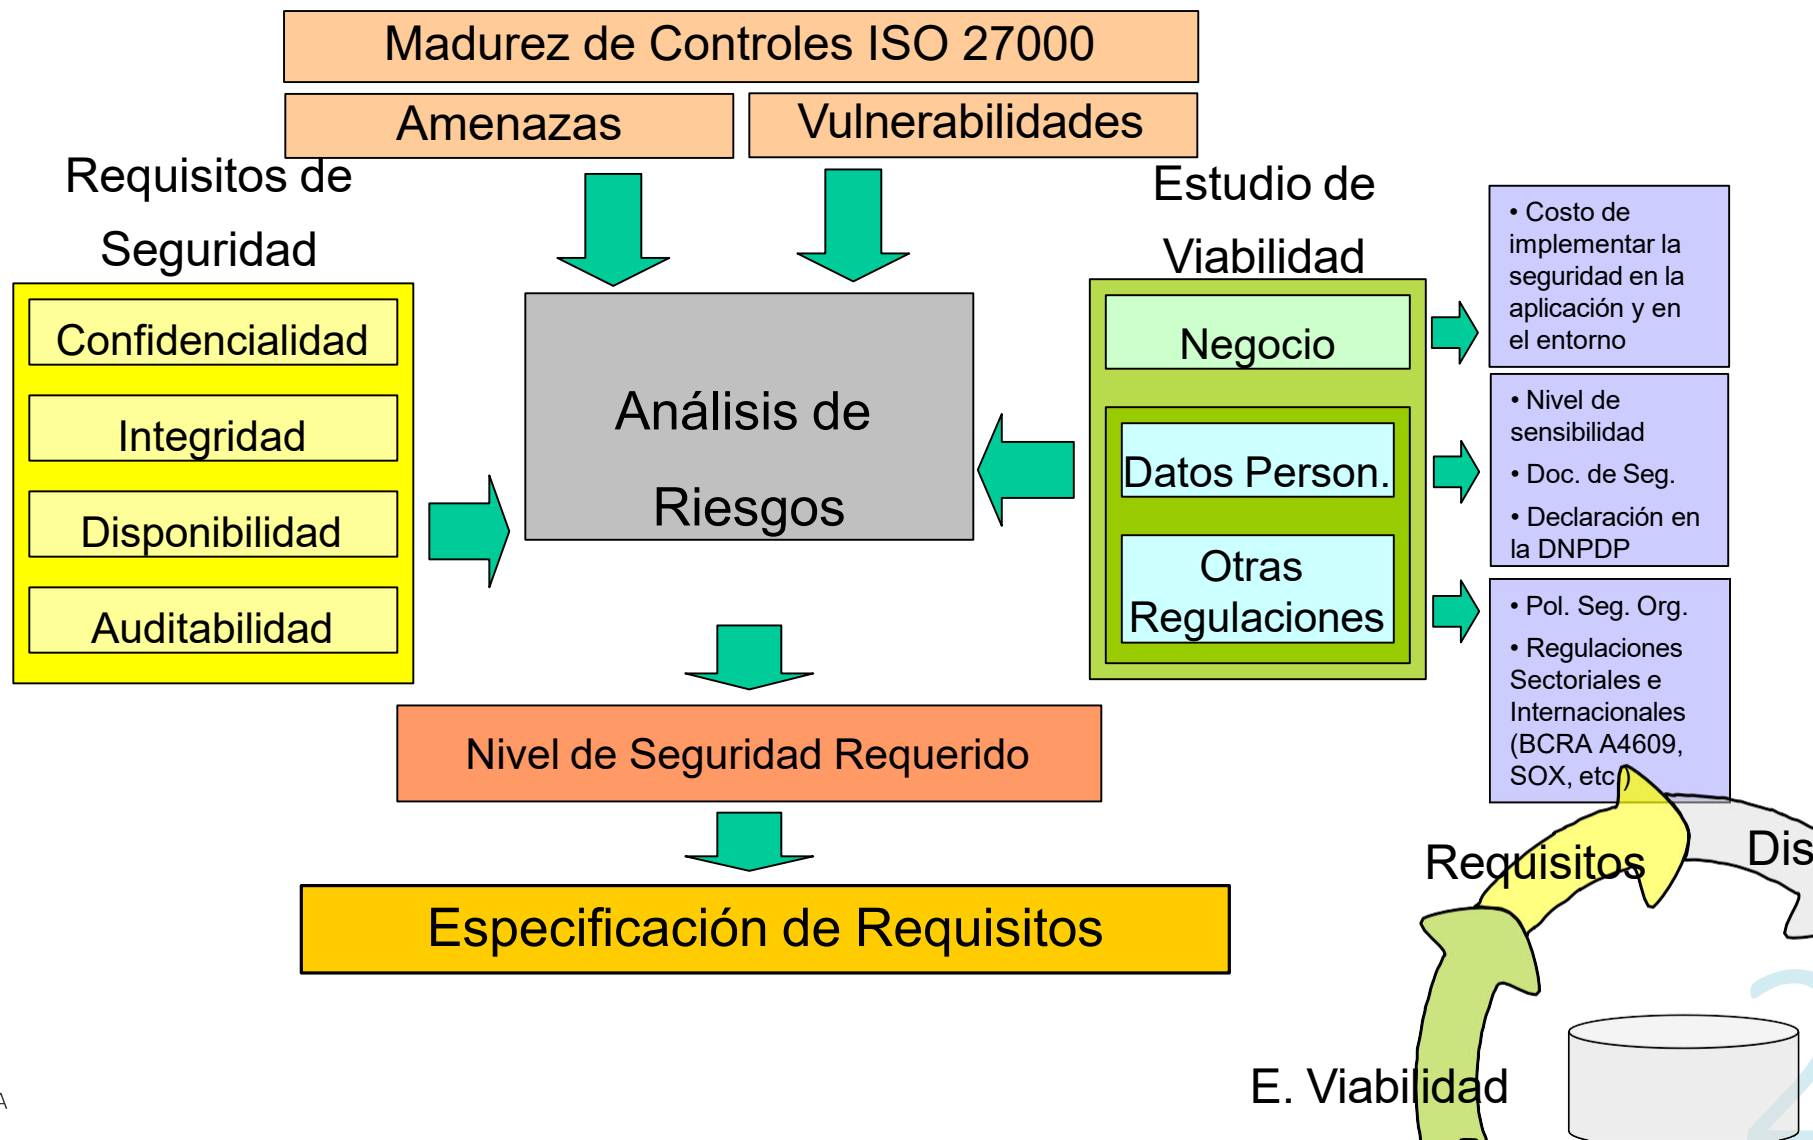 Madurez de Controles ISO 27000
Amenazas
Vulnerabilidades
Requisitos de
Seguridad
Confidencialidad
Integridad
Disponibilidad
Auditabilidad
Análisis de
Riesgos
Estudio de
Viabilidad
Negocio
Datos Person.
Otras
Regulaciones
• Costo de
implementar la
seguridad en la
aplicación y en
el entorno
• Nivel de
sensibilidad
• Doc. de Seg.
• Declaración en
la DNPDP
• Pol. Seg. Org.
• Regulaciones
Sectoriales e
Internacionales
(BCRA A4609,
SOX, etc.)
Nivel de Seguridad Requerido
Especificación de Requisitos
Requisitos
Dis
E. Viabilidad
2
A